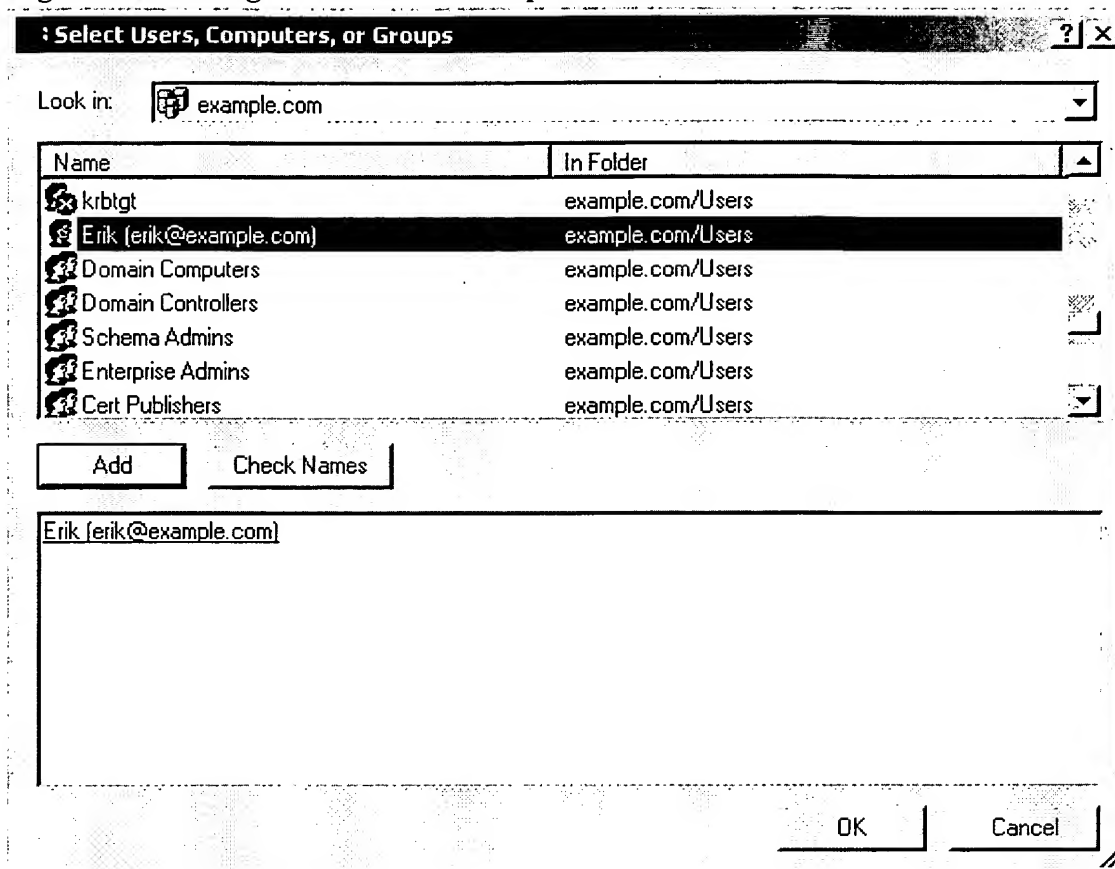 Select Users, Computers, or Groups
Look in: example.com
Name In Folder
krbtgt example.com/Users
Erik (erik@example.com) example.com/Users
Domain Computers example.com/Users
Domain Controllers example.com/Users
Schema Admins example.com/Users
Enterprise Admins example.com/Users
Cert Publishers example.com/Users
Add Check Names
Erik (erik@example.com)
OK Cancel